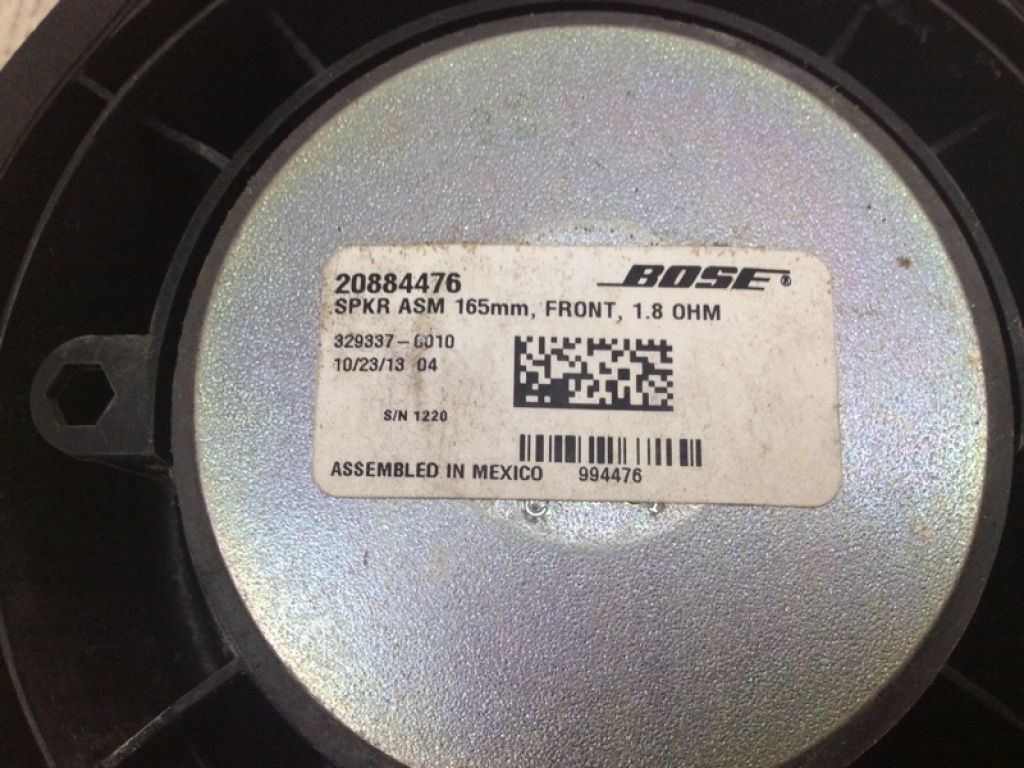 20884476 BOSE®
SPKR ASM 165mm, FRONT, 1.8 OHM
329337-0010
10/23/13 04
S/N 1220
ASSEMBLED IN MEXICO 994476